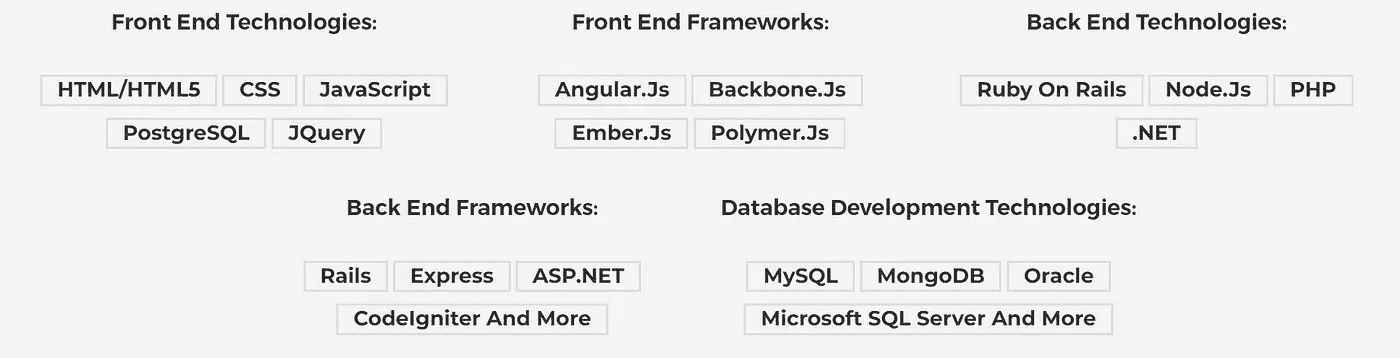 Front End Technologies:
HTML/HTML5 CSS JavaScript
PostgreSQL JQuery
Front End Frameworks:
Angular.Js Backbone.Js
Ember.Js Polymer.Js
Back End Technologies:
Ruby On Rails Node.Js PHP
.NET
Back End Frameworks:
Rails Express ASP.NET
CodeIgniter And More
Database Development Technologies:
MySQL MongoDB Oracle
Microsoft SQL Server And More